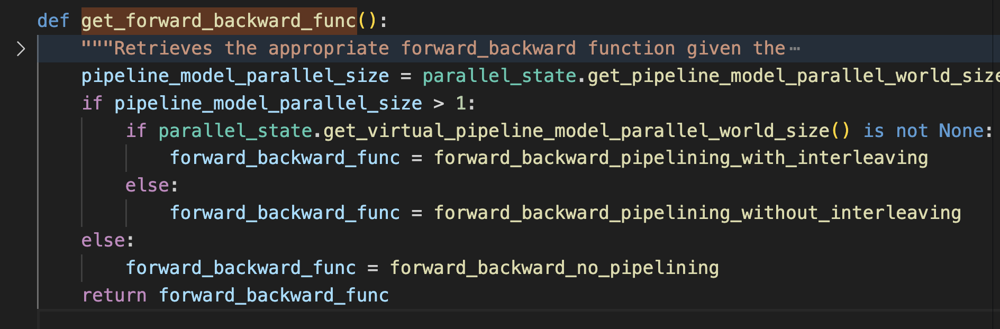 def get_forward_backward_func():
    """Retrieves the appropriate forward_backward function given the…
    pipeline_model_parallel_size = parallel_state.get_pipeline_model_parallel_world_size
    if pipeline_model_parallel_size > 1:
        if parallel_state.get_virtual_pipeline_model_parallel_world_size() is not None:
            forward_backward_func = forward_backward_pipelining_with_interleaving
        else:
            forward_backward_func = forward_backward_pipelining_without_interleaving
    else:
        forward_backward_func = forward_backward_no_pipelining
    return forward_backward_func